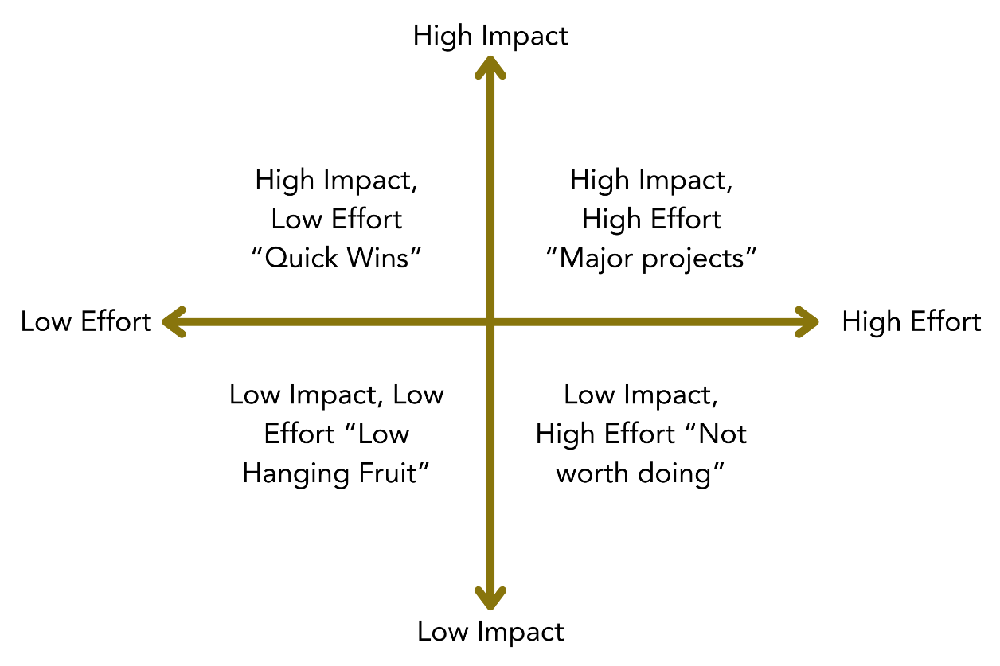 High Impact
High Impact,
Low Effort
“Quick Wins”
High Impact,
High Effort
“Major projects”
Low Effort
High Effort
Low Impact, Low
Effort “Low
Hanging Fruit”
Low Impact,
High Effort “Not
worth doing”
Low Impact